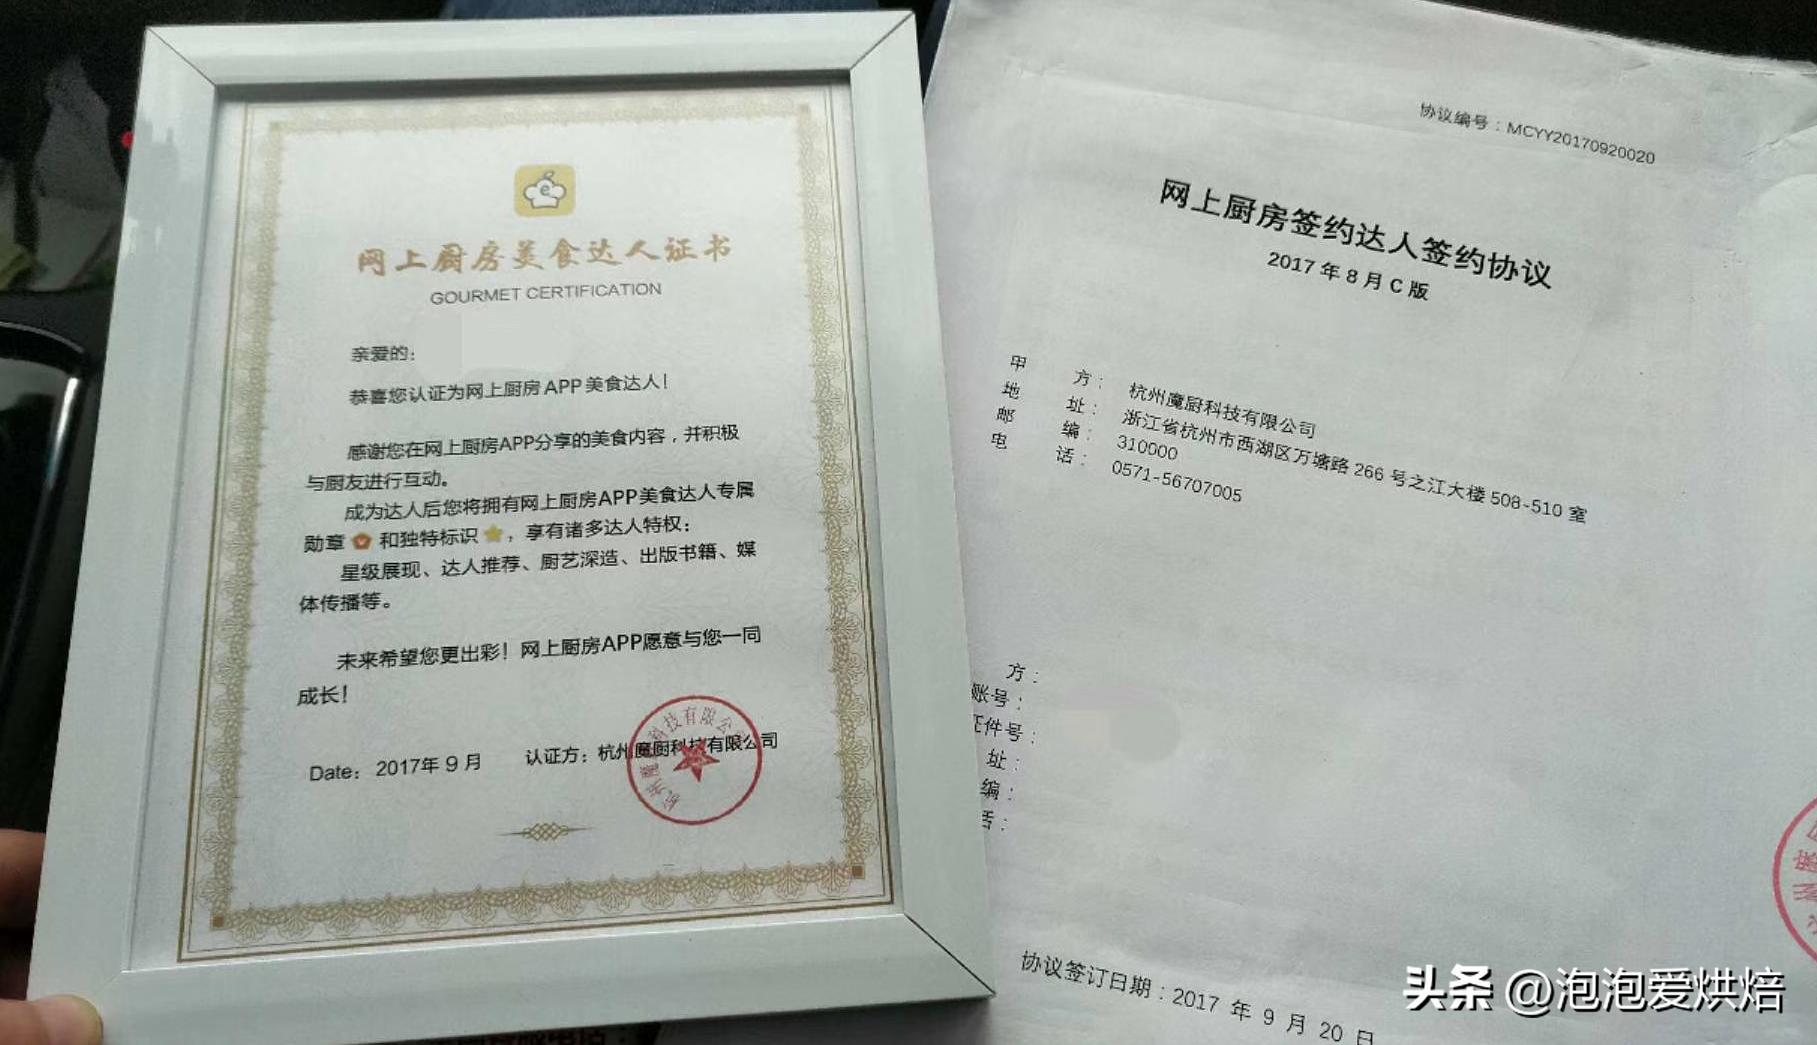 网上厨房美食达人证书
GOURMET CERTIFICATION
亲爱的：
恭喜您认证为网上厨房APP美食达人！
感谢您在网上厨房APP分享的美食内容，并积极
与厨友进行互动。
成为达人后您将拥有网上厨房APP美食达人专属
勋章 和独特标识 ，享有诸多达人特权：
星级展现、达人推荐、厨艺深造、出版书籍、媒
体传播等。
未来希望您更出彩！网上厨房APP愿意与您一同
成长！
Date：2017年9月 认证方：杭州魔厨科技有限公司
杭州魔厨科技有限公司
协议编号：MCYY20170920020
网上厨房签约达人签约协议
2017年8月C版
甲 方：杭州魔厨科技有限公司
地 址：浙江省杭州市西湖区万塘路266号之江大楼508-510室
邮 编：310000
电 话：0571-56707005
方：
账号：
证件号：
址：
编：
话：
协议签订日期：2017 年 9 月 20 日
头条 @泡泡爱烘焙